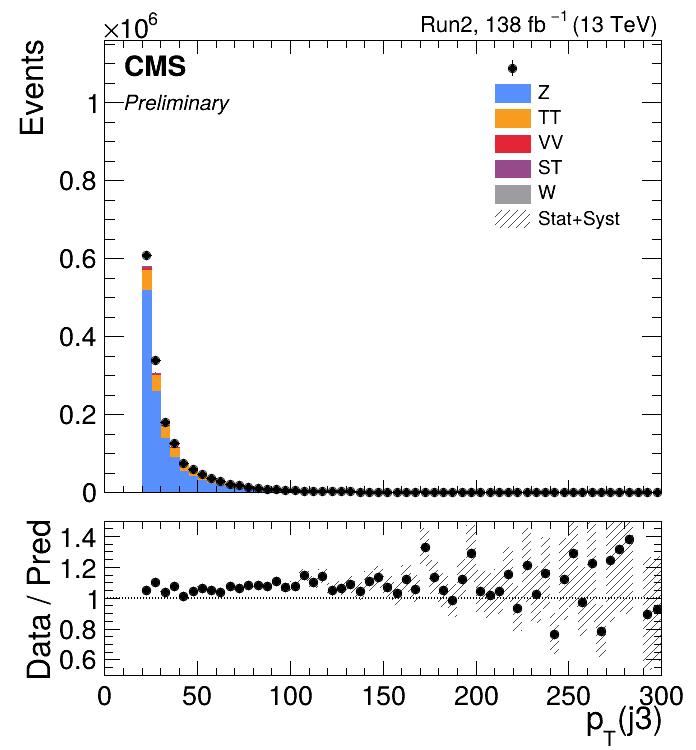 ×10⁶
Run2, 138 fb⁻¹ (13 TeV)
CMS
Preliminary
Events
1
0.8
0.6
0.4
0.2
0
Z
TT
VV
ST
W
Stat+Syst
Data / Pred
1.4
1.2
1
0.8
0.6
0 50 100 150 200 250 300
p_T(j3)